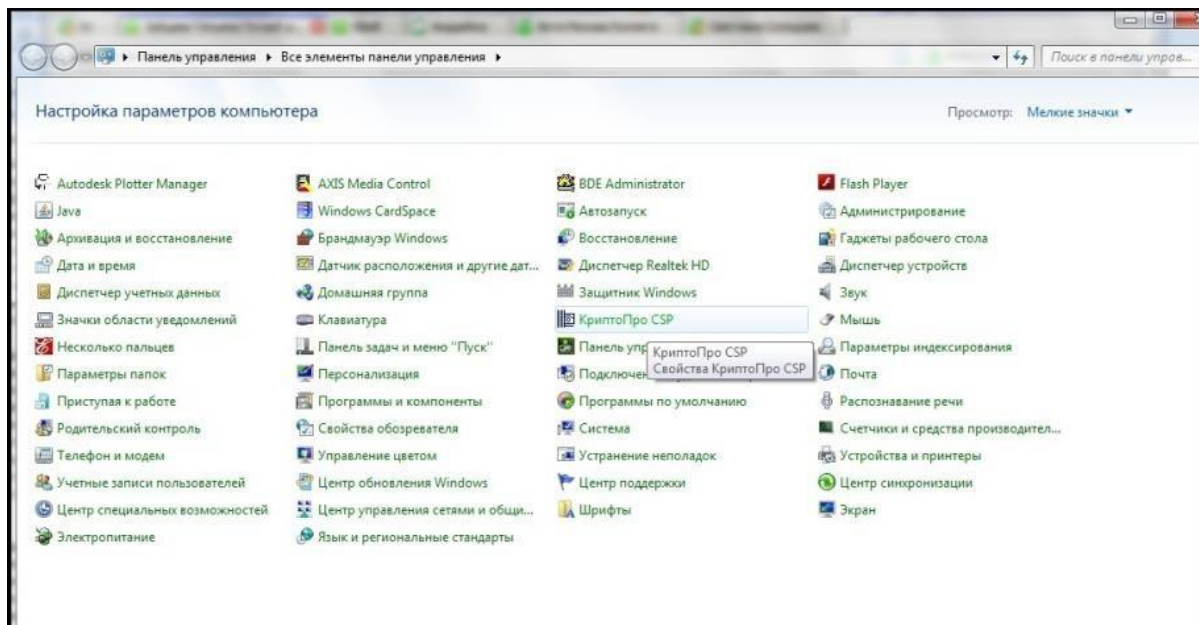 Панель управления ▸ Все элементы панели управления ▸
Поиск в панели управ...
Настройка параметров компьютера
Просмотр: Мелкие значки
Autodesk Plotter Manager AXIS Media Control BDE Administrator Flash Player
Java Windows CardSpace Автозапуск Администрирование
Архивация и восстановление Брандмауэр Windows Восстановление Гаджеты рабочего стола
Дата и время Датчик расположения и другие дат... Диспетчер Realtek HD Диспетчер устройств
Диспетчер учетных данных Домашняя группа Защитник Windows Звук
Значки области уведомлений Клавиатура КриптоПро CSP Мышь
Несколько пальцев Панель задач и меню "Пуск" Панель Параметры индексирования
КриптоПро CSP
Свойства КриптоПро CSP
Параметры папок Персонализация Почта
Приступая к работе Программы и компоненты Программы по умолчанию Распознавание речи
Родительский контроль Свойства обозревателя Система Счетчики и средства производител...
Телефон и модем Управление цветом Устранение неполадок Устройства и принтеры
Учетные записи пользователей Центр обновления Windows Центр поддержки Центр синхронизации
Центр специальных возможностей Центр управления сетями и общи... Шрифты Экран
Электропитание Язык и региональные стандарты